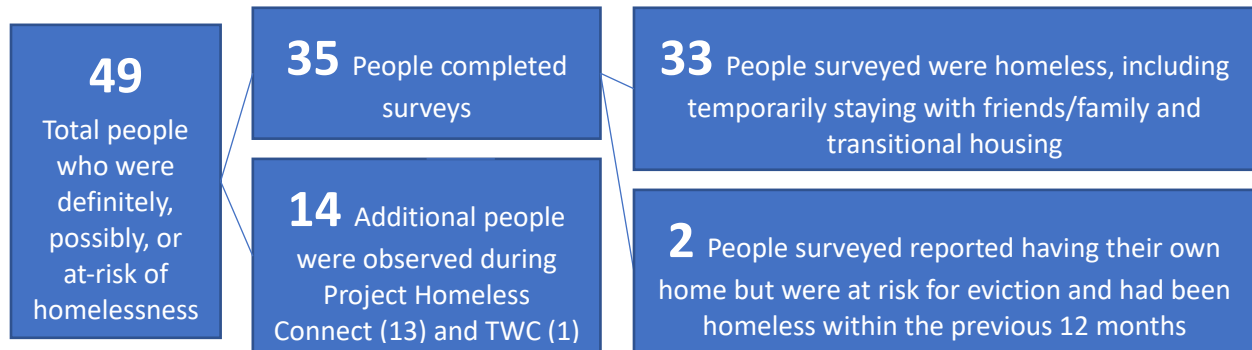 49
Total people
who were
definitely,
possibly, or
at-risk of
homelessness
35 People completed
surveys
14 Additional people
were observed during
Project Homeless
Connect (13) and TWC (1)
33 People surveyed were homeless, including
temporarily staying with friends/family and
transitional housing
2 People surveyed reported having their own
home but were at risk for eviction and had been
homeless within the previous 12 months